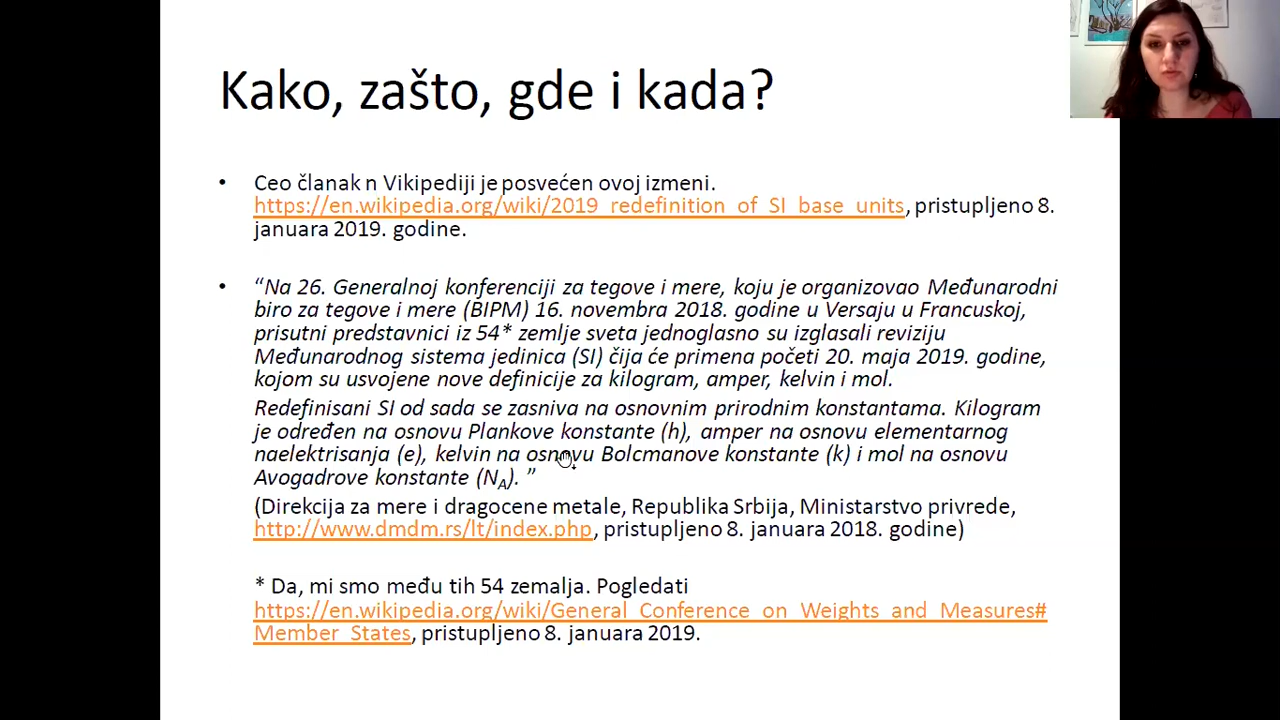 Kako, zašto, gde i kada?
• Ceo članak n Vikipediji je posvećen ovoj izmeni.
https://en.wikipedia.org/wiki/2019_redefinition_of_SI_base_units, pristupljeno 8.
januara 2019. godine.
• “Na 26. Generalnoj konferenciji za tegove i mere, koju je organizovao Međunarodni
biro za tegove i mere (BIPM) 16. novembra 2018. godine u Versaju u Francuskoj,
prisutni predstavnici iz 54* zemlje sveta jednoglasno su izglasali reviziju
Međunarodnog sistema jedinica (SI) čija će primena početi 20. maja 2019. godine,
kojom su usvojene nove definicije za kilogram, amper, kelvin i mol.
Redefinisani SI od sada se zasniva na osnovnim prirodnim konstantama. Kilogram
je određen na osnovu Plankove konstante (h), amper na osnovu elementarnog
naelektrisanja (e), kelvin na osnovu Bolcmanove konstante (k) i mol na osnovu
Avogadrove konstante (NA). ”
(Direkcija za mere i dragocene metale, Republika Srbija, Ministarstvo privrede,
http://www.dmdm.rs/lt/index.php, pristupljeno 8. januara 2018. godine)
* Da, mi smo među tih 54 zemalja. Pogledati
https://en.wikipedia.org/wiki/General_Conference_on_Weights_and_Measures#
Member_States, pristupljeno 8. januara 2019.